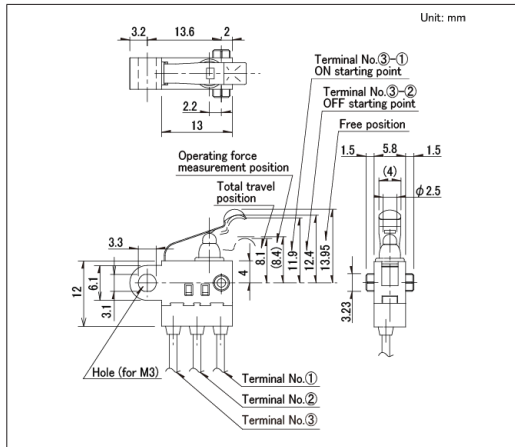 Unit: mm
3.2
13.6
2
2.2
13
Terminal No.③-①
ON starting point
Terminal No.③-②
OFF starting point
Free position
Operating force
measurement position
Total travel
position
1.5
5.8
1.5
(4)
φ2.5
3.3
12
6.1
3.1
4
8.1
(8.4)
11.9
12.4
13.95
3.23
Hole (for M3)
Terminal No.①
Terminal No.②
Terminal No.③